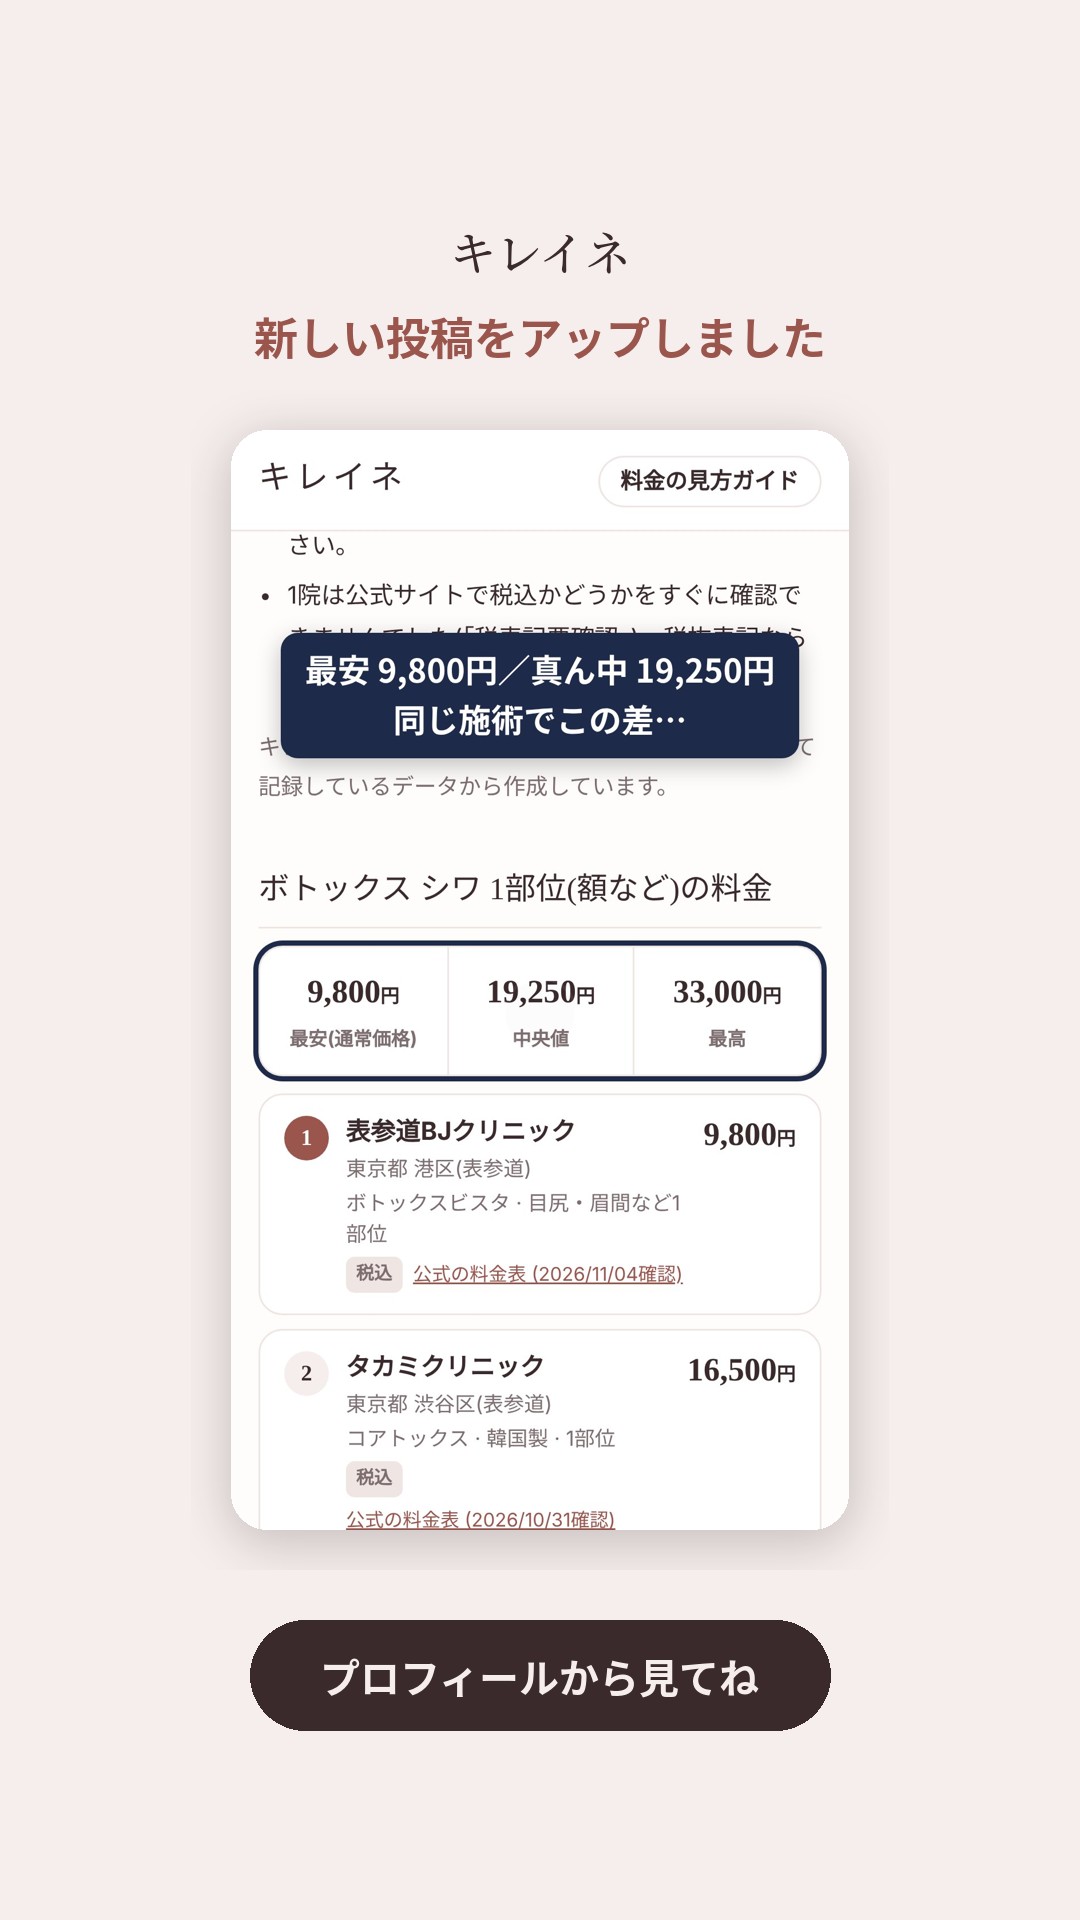 キレイネ
新しい投稿をアップしました
キレイネ
料金の見方ガイド
さい。
• 1院は公式サイトで税込かどうかをすぐに確認で
最安 9,800円／真ん中 19,250円
同じ施術でこの差…
キ
て
記録しているデータから作成しています。
ボトックス シワ 1部位(額など)の料金
9,800円
19,250円
33,000円
最安(通常価格)
中央値
最高
1
表参道BJクリニック
9,800円
東京都 港区(表参道)
ボトックスビスタ · 目尻・眉間など1
部位
税込
公式の料金表 (2026/11/04確認)
2
タカミクリニック
16,500円
東京都 渋谷区(表参道)
コアトックス · 韓国製 · 1部位
税込
公式の料金表 (2026/10/31確認)
プロフィールから見てね